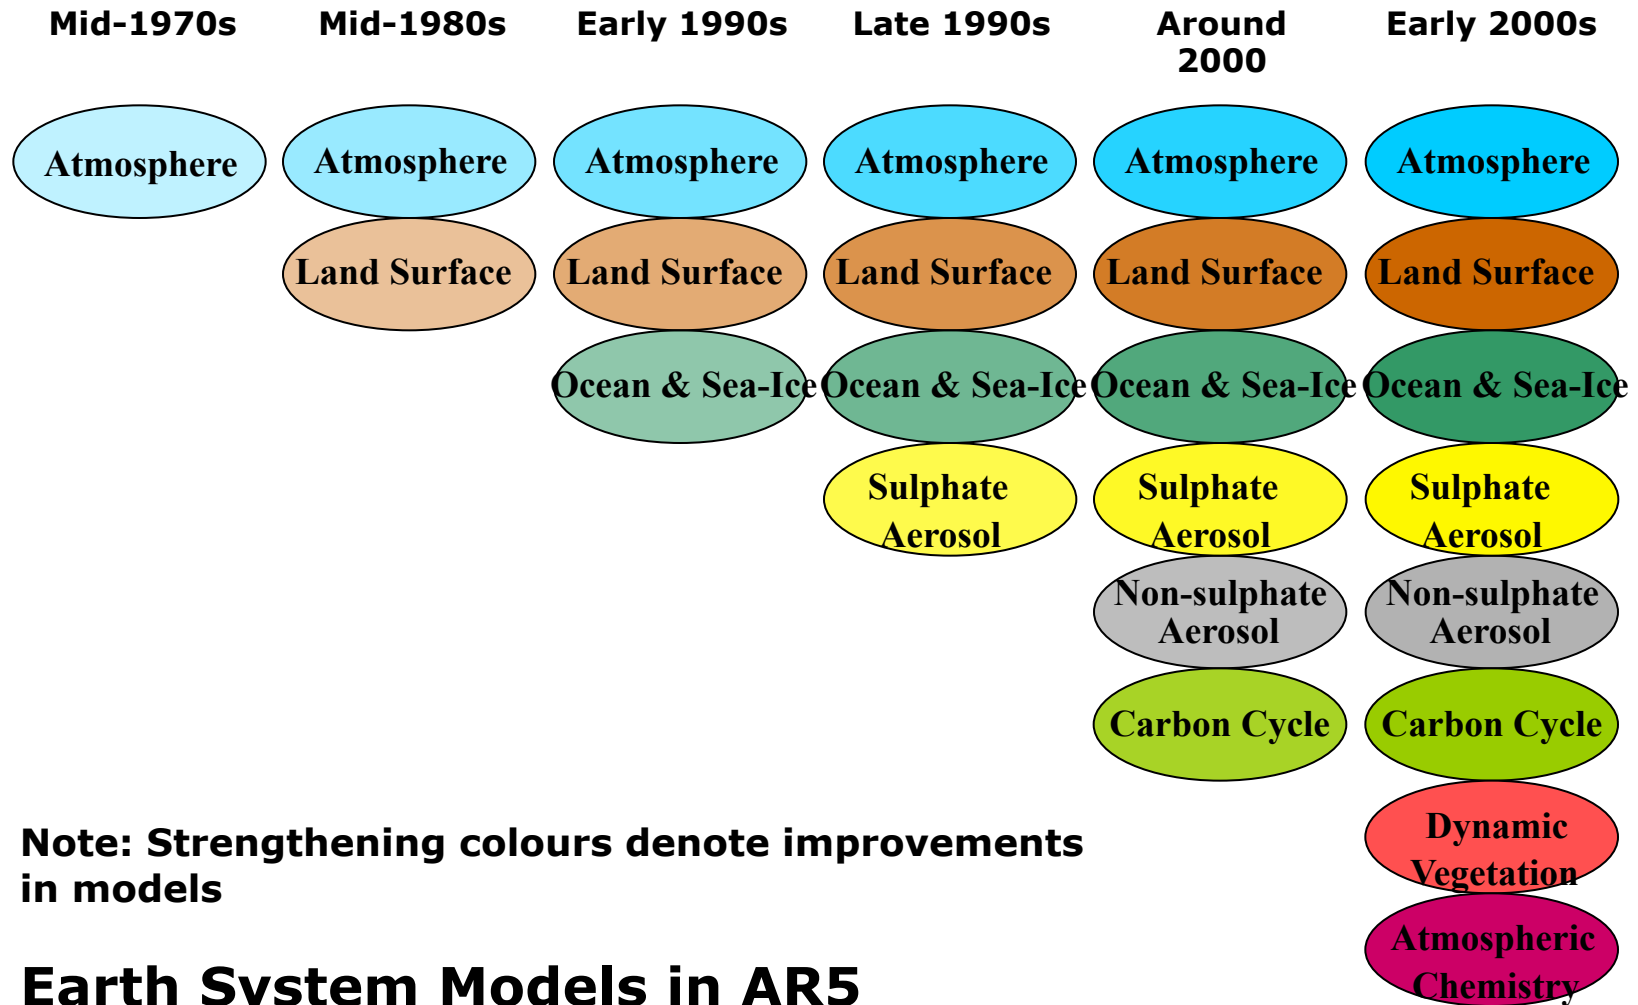 Mid-1970s Mid-1980s Early 1990s Late 1990s Around Early 2000s
2000
Atmosphere Atmosphere Atmosphere Atmosphere Atmosphere Atmosphere
Land Surface Land Surface Land Surface Land Surface Land Surface
Ocean & Sea-Ice Ocean & Sea-Ice Ocean & Sea-Ice Ocean & Sea-Ice
Sulphate Sulphate Sulphate
Aerosol Aerosol Aerosol
Non-sulphate Non-sulphate
Aerosol Aerosol
Carbon Cycle Carbon Cycle
Dynamic
Vegetation
Atmospheric
Chemistry
Note: Strengthening colours denote improvements
in models
Earth System Models in AR5